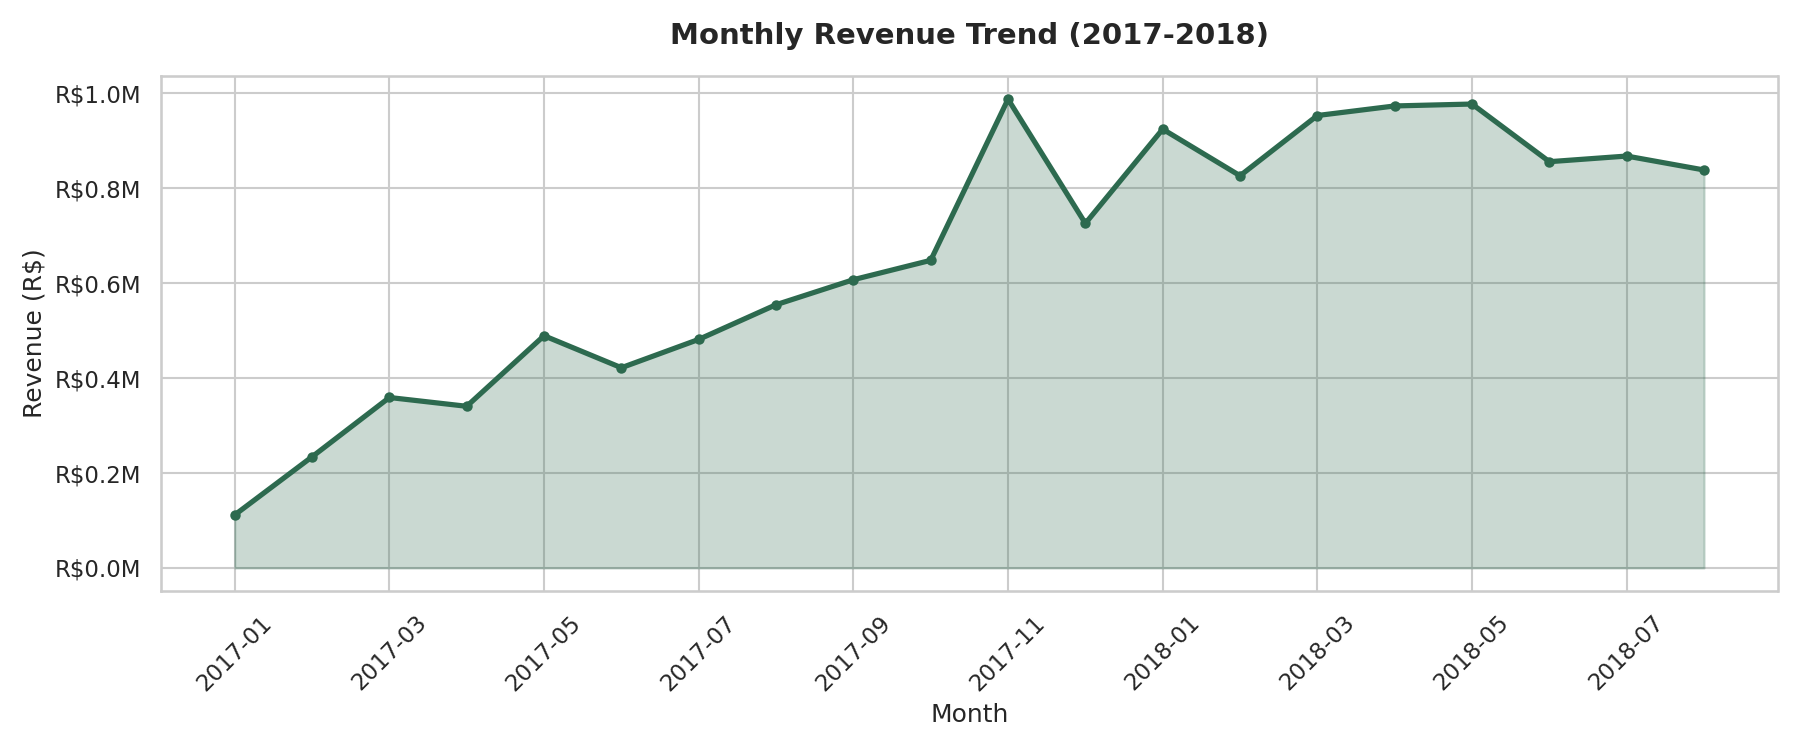 Monthly Revenue Trend (2017-2018)
Revenue (R$)
R$1.0M
R$0.8M
R$0.6M
R$0.4M
R$0.2M
R$0.0M
2017-01
2017-03
2017-05
2017-07
2017-09
2017-11
2018-01
2018-03
2018-05
2018-07
Month